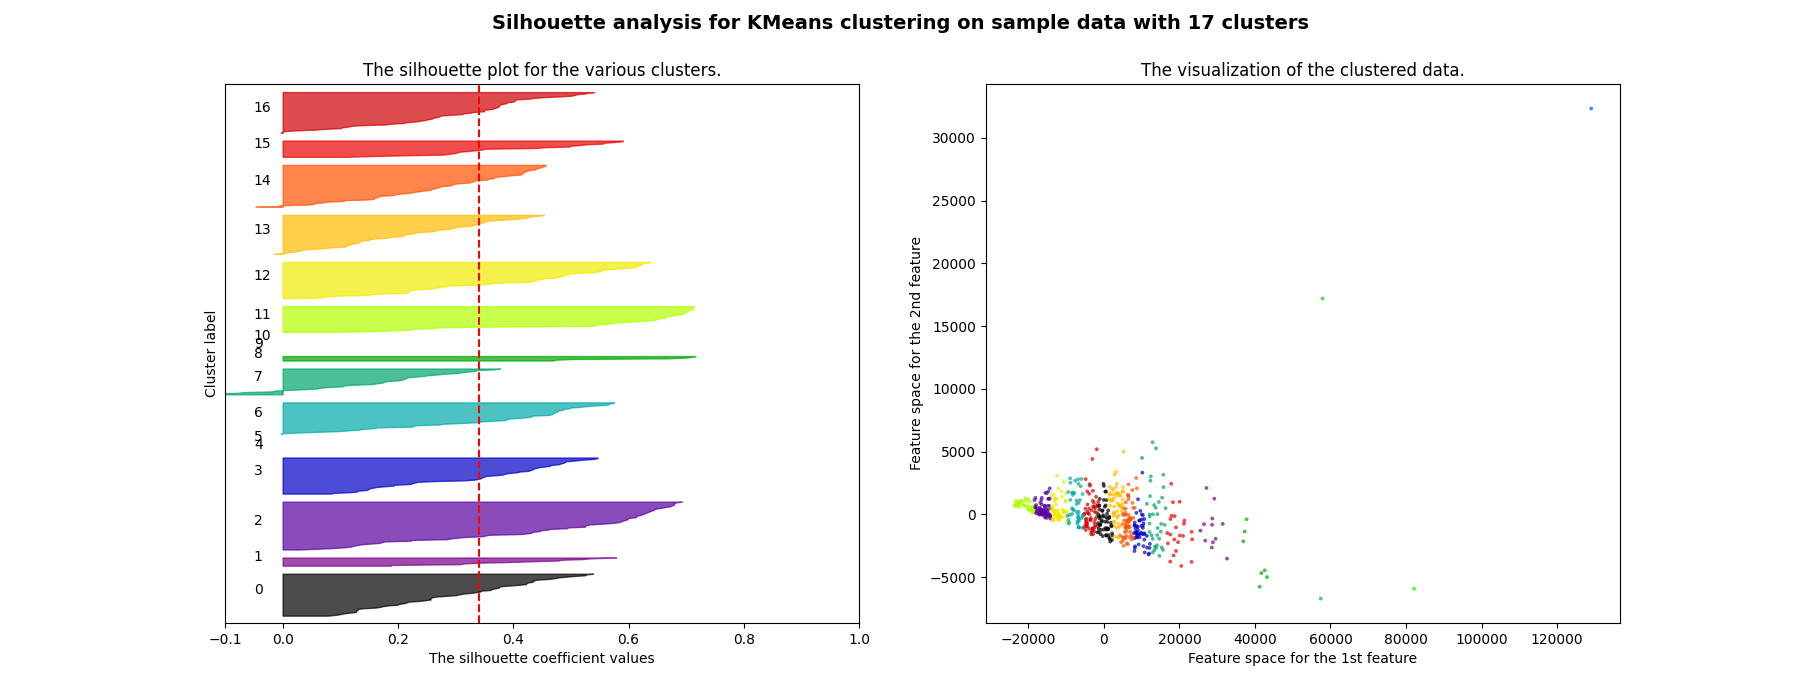 Silhouette analysis for KMeans clustering on sample data with 17 clusters
The silhouette plot for the various clusters.
16
15
14
13
12
11
10
9
8
7
6
5
4
3
2
1
0
Cluster label
−0.1 0.0 0.2 0.4 0.6 0.8 1.0
The silhouette coefficient values
The visualization of the clustered data.
30000
25000
20000
15000
10000
5000
0
−5000
Feature space for the 2nd feature
−20000 0 20000 40000 60000 80000 100000 120000
Feature space for the 1st feature